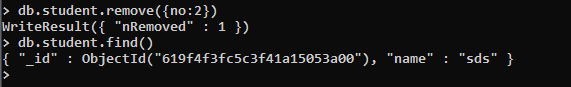 > db.student.remove({no:2})
WriteResult({ "nRemoved" : 1 })
> db.student.find()
{ "_id" : ObjectId("619f4f3fc5c3f41a15053a00"), "name" : "sds" }
>